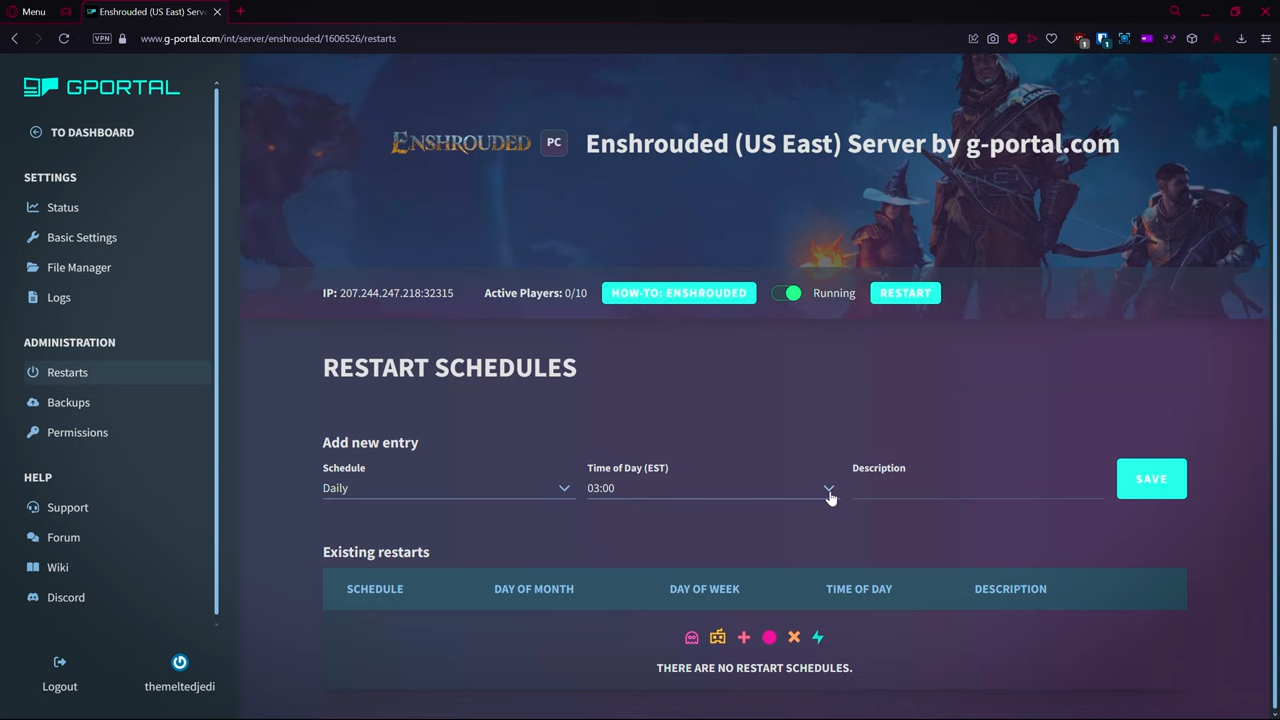 Menu
Enshrouded (US East) Serve
VPN
www.g-portal.com/int/server/enshrouded/1606526/restarts
1
1
GPORTAL
TO DASHBOARD
SETTINGS
Status
Basic Settings
File Manager
Logs
ADMINISTRATION
Restarts
Backups
Permissions
HELP
Support
Forum
Wiki
Discord
Logout
themeltedjedi
ENSHROUDED
PC
Enshrouded (US East) Server by g-portal.com
IP: 207.244.247.218:32315
Active Players: 0/10
HOW-TO: ENSHROUDED
Running
RESTART
RESTART SCHEDULES
Add new entry
Schedule
Time of Day (EST)
Description
Daily
03:00
SAVE
Existing restarts
SCHEDULE
DAY OF MONTH
DAY OF WEEK
TIME OF DAY
DESCRIPTION
THERE ARE NO RESTART SCHEDULES.